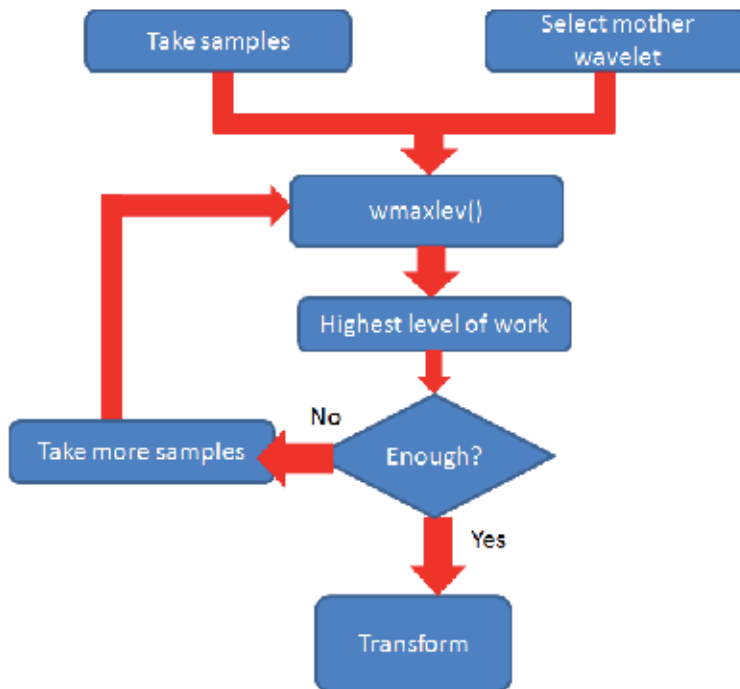 Take samples
Select mother
wavelet
wmaxlev()
Highest level of work
No
Take more samples
Enough?
Yes
Transform